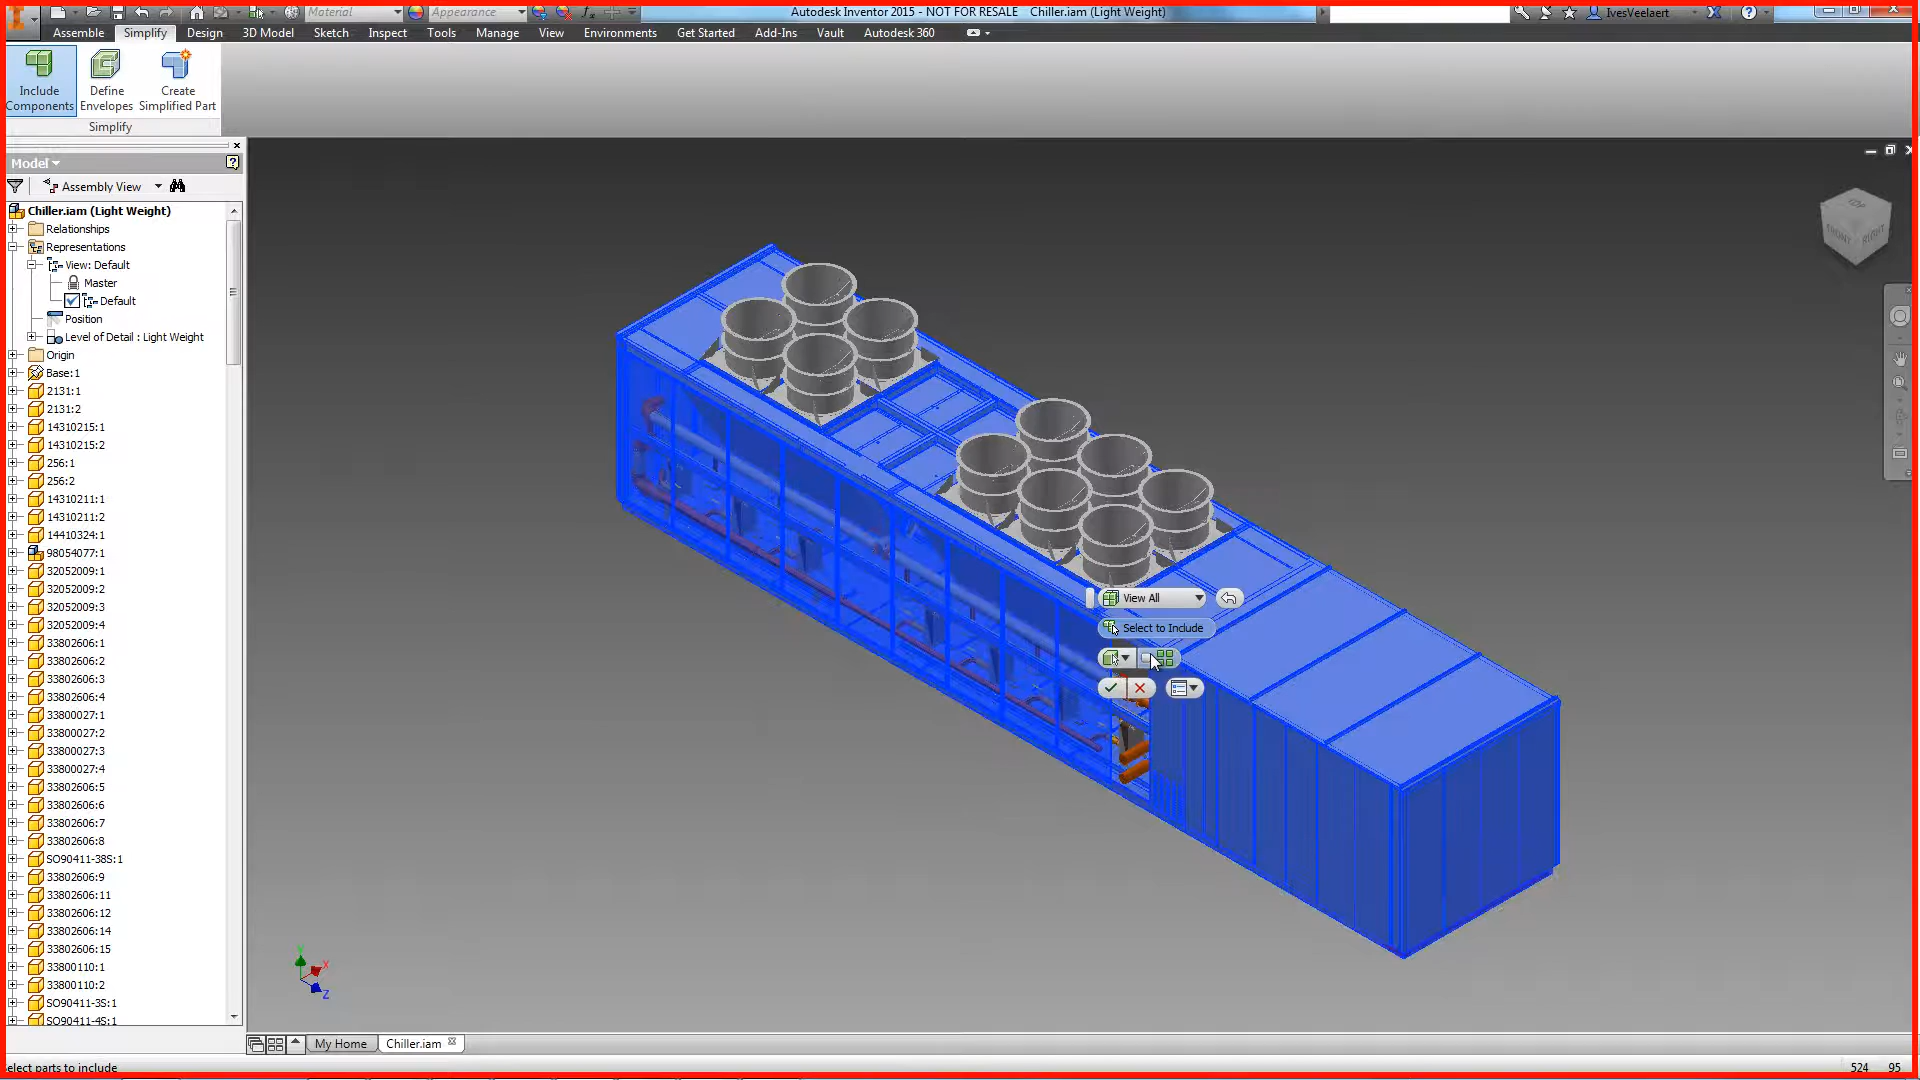 Material
Appearance
Autodesk Inventor 2015 - NOT FOR RESALE Chiller.iam (Light Weight)
IvesVeelaert
Assemble Simplify Design 3D Model Sketch Inspect Tools Manage View Environments Get Started Add-Ins Vault Autodesk 360
Include Components
Define Envelopes
Create Simplified Part
Simplify
Model
Assembly View
Chiller.iam (Light Weight)
Relationships
Representations
View: Default
Master
Default
Position
Level of Detail : Light Weight
Origin
Base:1
2131:1
2131:2
14310215:1
14310215:2
256:1
256:2
14310211:1
14310211:2
14410324:1
98054077:1
32052009:1
32052009:2
32052009:3
32052009:4
33802606:1
33802606:2
33802606:3
33802606:4
33800027:1
33800027:2
33800027:3
33800027:4
33802606:5
33802606:6
33802606:7
33802606:8
SO90411-38S:1
33802606:9
33802606:11
33802606:12
33802606:14
33802606:15
33800110:1
33800110:2
SO90411-3S:1
SO90411-4S:1
TOP
FRONT
RIGHT
View All
Select to Include
Y
X
Z
My Home
Chiller.iam
elect parts to include
524 95